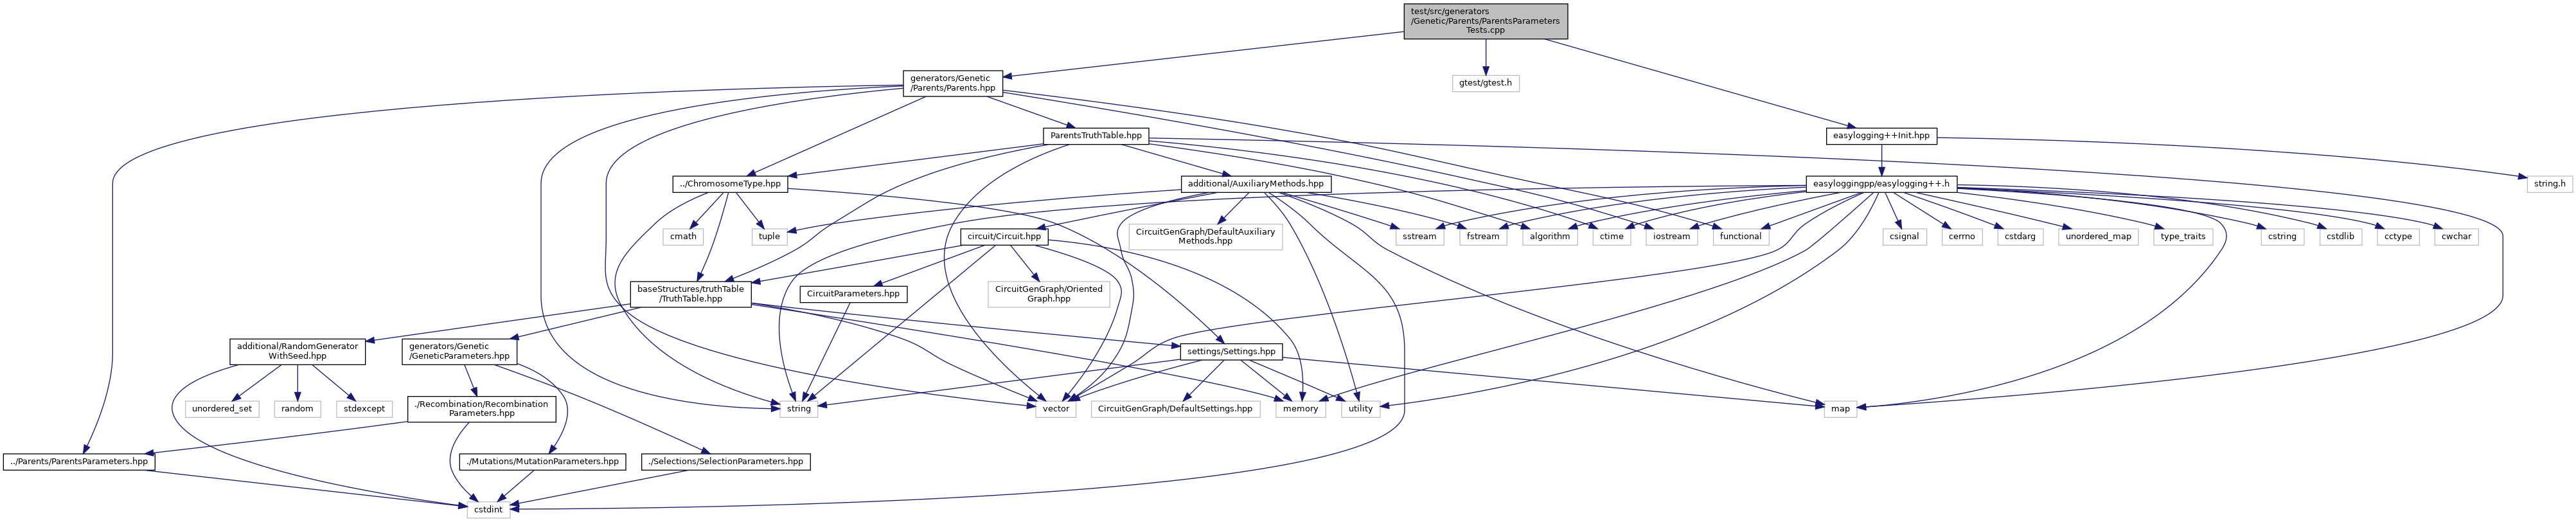 test/src/generators
/Genetic/Parents/ParentsParameters
Tests.cpp
generators/Genetic
/Parents/Parents.hpp
gtest/gtest.h
ParentsTruthTable.hpp
easylogging++Init.hpp
../ChromosomeType.hpp
additional/AuxiliaryMethods.hpp
easyloggingpp/easylogging++.h
string.h
cmath
tuple
circuit/Circuit.hpp
CircuitGenGraph/DefaultAuxiliary
Methods.hpp
sstream
fstream
algorithm
ctime
iostream
functional
csignal
cerrno
cstdarg
unordered_map
type_traits
cstring
cstdlib
cctype
cwchar
baseStructures/truthTable
/TruthTable.hpp
CircuitParameters.hpp
CircuitGenGraph/Oriented
Graph.hpp
additional/RandomGenerator
WithSeed.hpp
generators/Genetic
/GeneticParameters.hpp
settings/Settings.hpp
unordered_set
random
stdexcept
./Recombination/Recombination
Parameters.hpp
string
vector
CircuitGenGraph/DefaultSettings.hpp
memory
utility
map
../Parents/ParentsParameters.hpp
./Mutations/MutationParameters.hpp
./Selections/SelectionParameters.hpp
cstdint